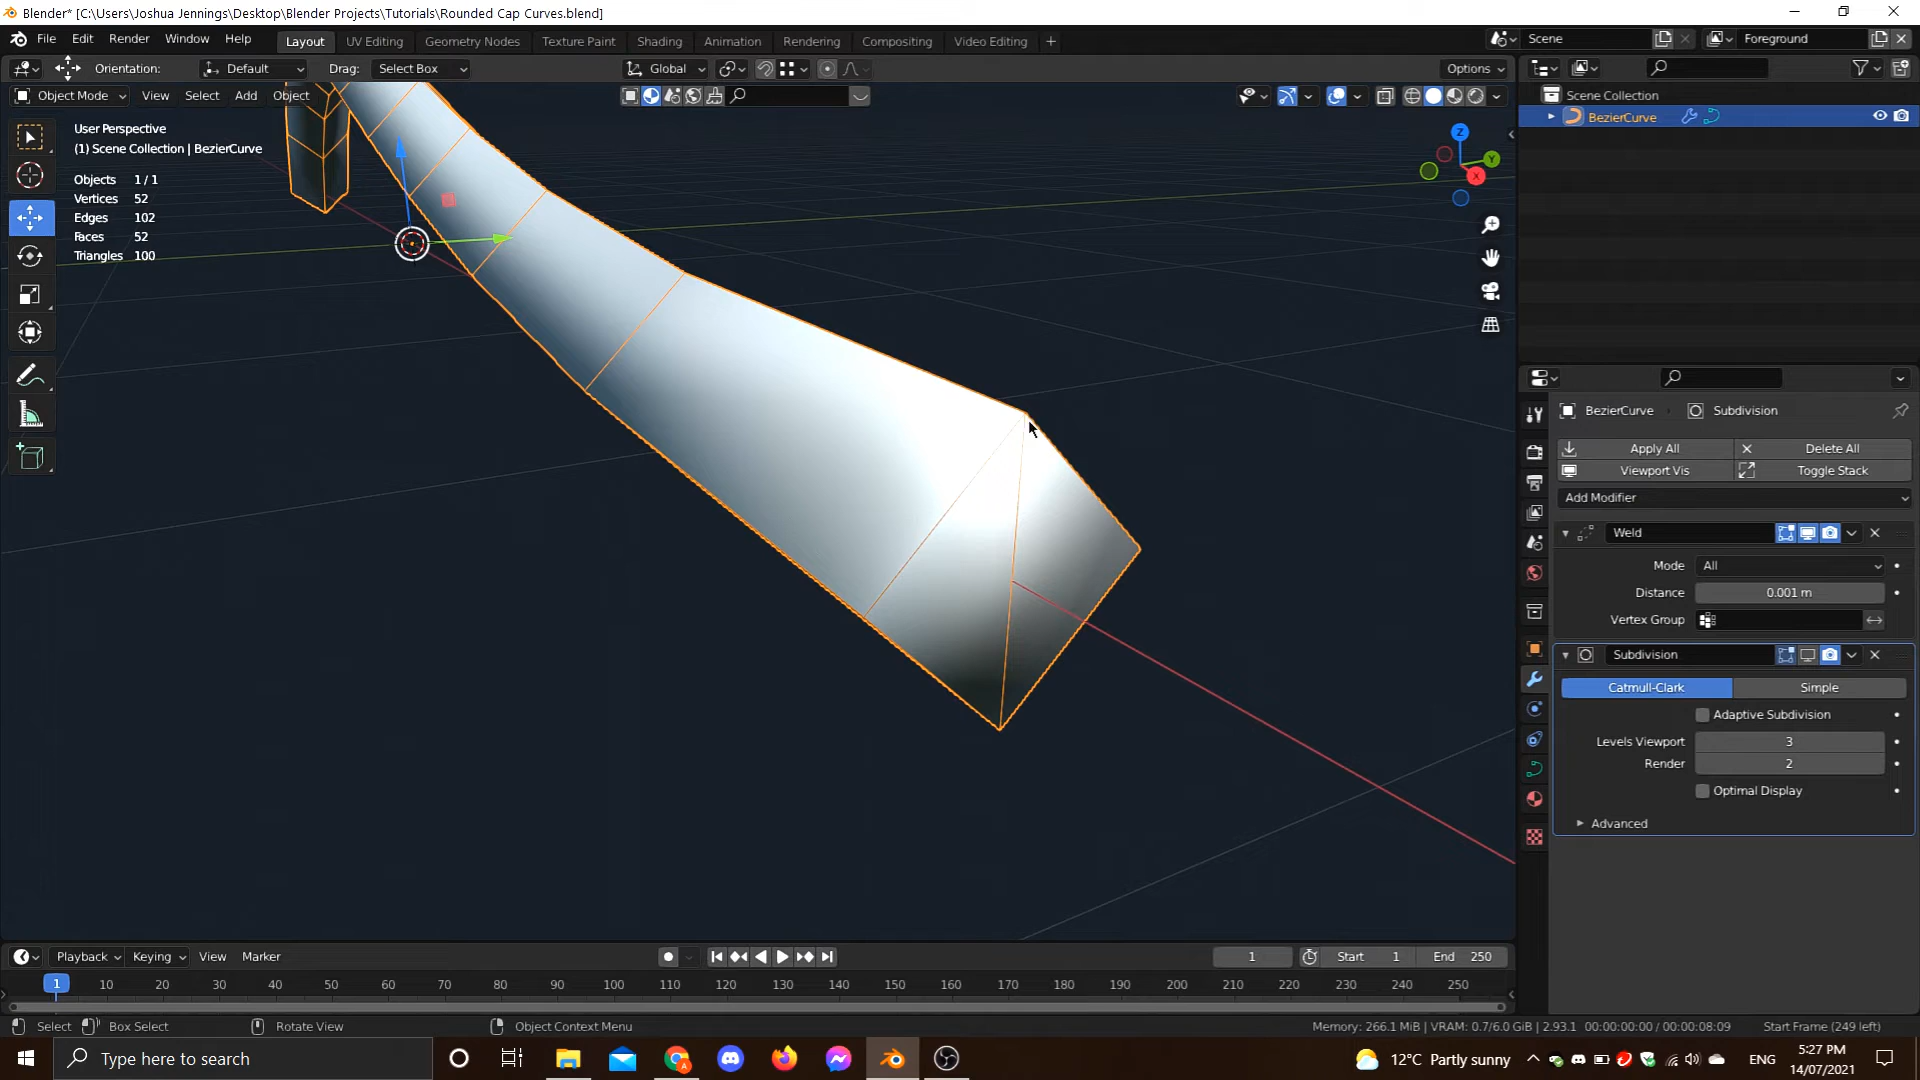 Blender* [C:\Users\Joshua Jennings\Desktop\Blender Projects\Tutorials\Rounded Cap Curves.blend]
File Edit Render Window Help Layout UV Editing Geometry Nodes Texture Paint Shading Animation Rendering Compositing Video Editing + Scene Foreground
Orientation: Default Drag: Select Box Global Options
Object Mode View Select Add Object
Scene Collection
BezierCurve
User Perspective
(1) Scene Collection | BezierCurve
Objects 1 / 1
Vertices 52
Edges 102
Faces 52
Triangles 100
Z
Y
X
BezierCurve Subdivision
Apply All Delete All
Viewport Vis Toggle Stack
Add Modifier
Weld
Mode All
Distance 0.001 m
Vertex Group
Subdivision
Catmull-Clark Simple
Adaptive Subdivision
Levels Viewport 3
Render 2
Optimal Display
Advanced
Playback Keying View Marker 1 Start 1 End 250
1 10 20 30 40 50 60 70 80 90 100 110 120 130 140 150 160 170 180 190 200 210 220 230 240 250
Select Box Select Rotate View Object Context Menu Memory: 266.1 MiB | VRAM: 0.7/6.0 GiB | 2.93.1 00:00:00:00 / 00:00:08:09 Start Frame (249 left)
Type here to search 12°C Partly sunny ENG 5:27 PM
14/07/2021